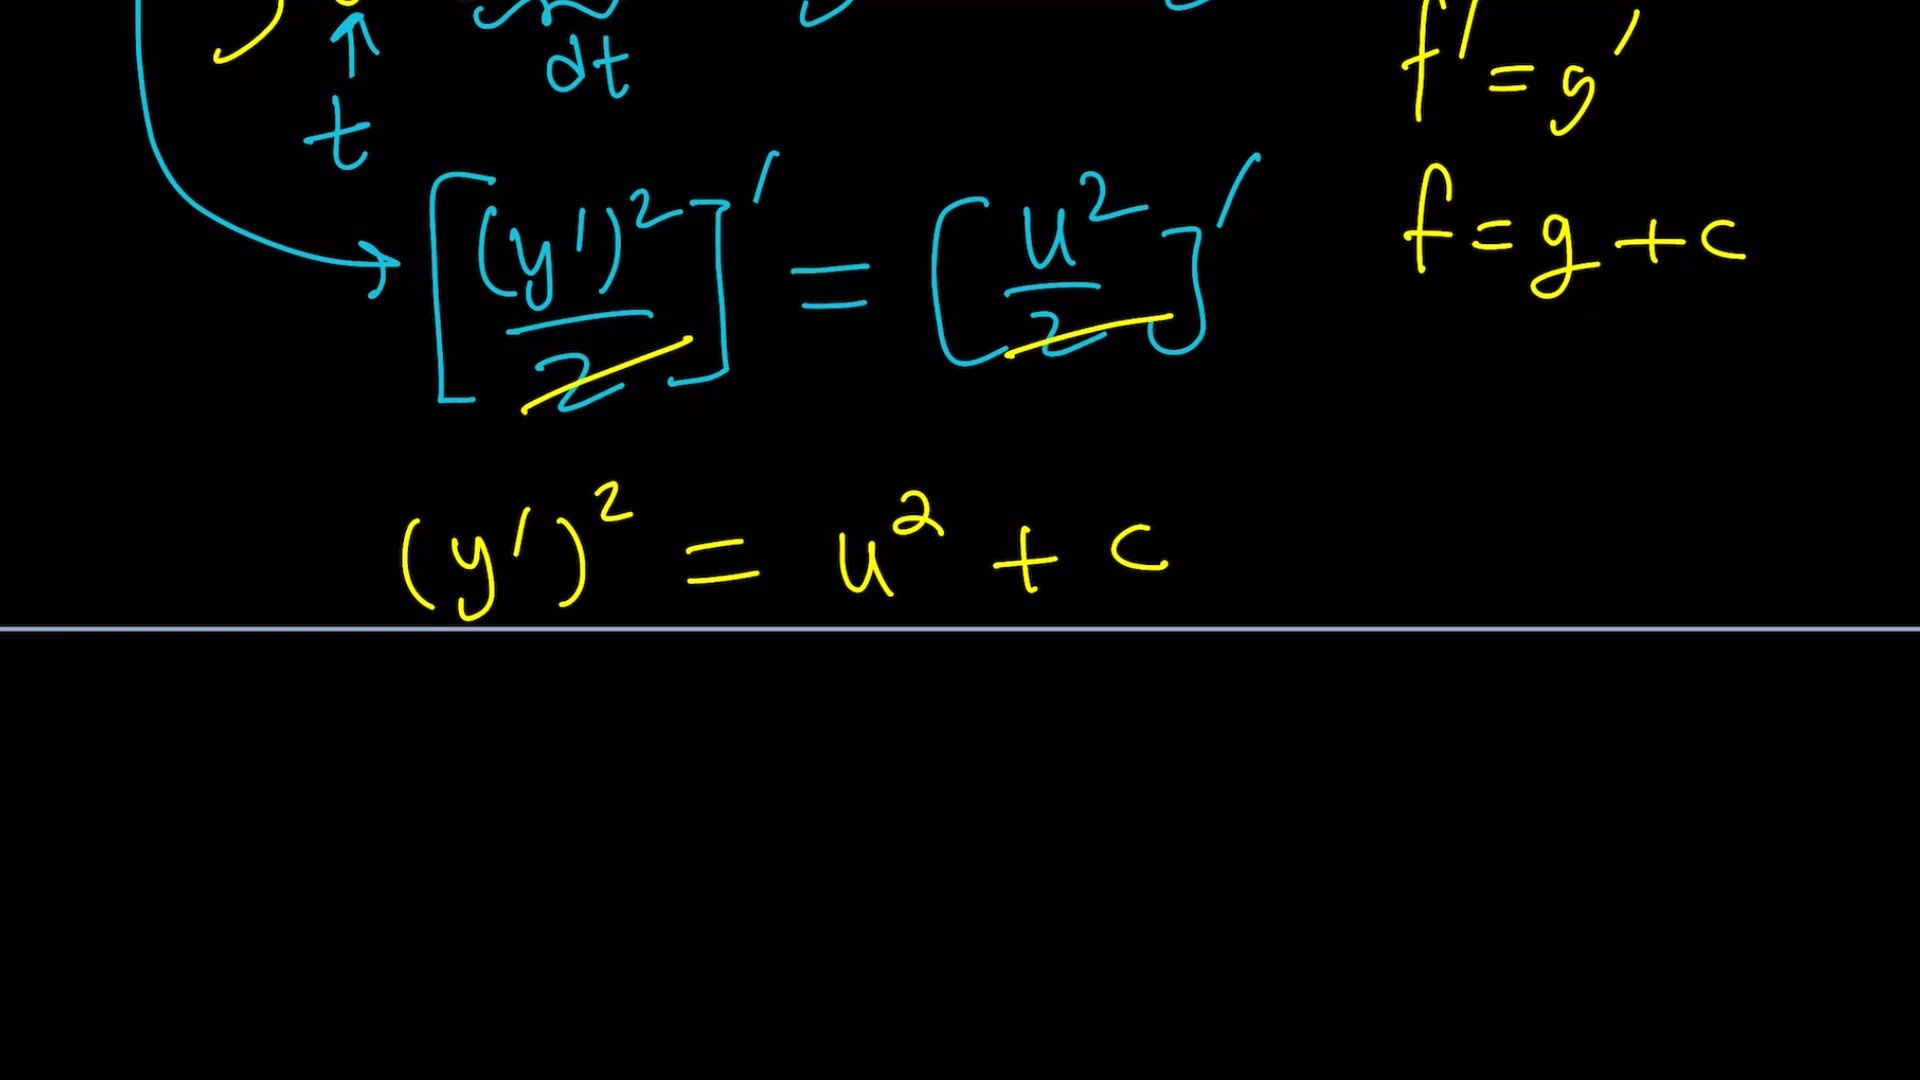 dt
t
f' = g'
[(y')²/2]' = [u²/2]'
f = g + c
(y')² = u² + c